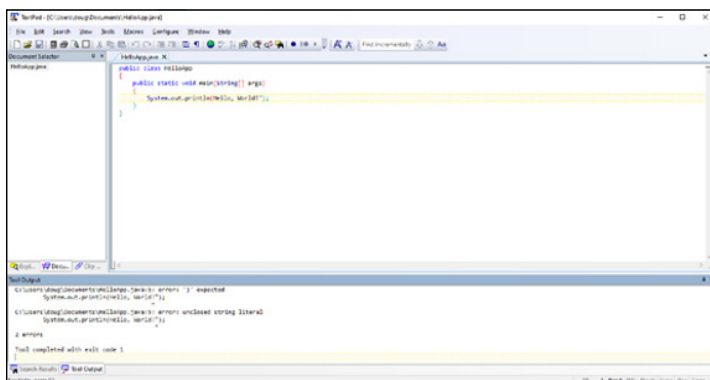 TextPad - [C:\Users\doug\Documents\HelloApp.java]
File Edit Search View Tools Macros Configure Window Help
Find incrementally
Document Selector
HelloApp.java
HelloApp.java
public class HelloApp
{
public static void main(String[] args)
{
System.out.println(Hello, World!");
}
}
Expl... Docu... Clip ...
Tool Output
C:\Users\doug\Documents\HelloApp.java:5: error: ')' expected
System.out.println(Hello, World!");
^
C:\Users\doug\Documents\HelloApp.java:5: error: unclosed string literal
System.out.println(Hello, World!");
^
2 errors
Tool completed with exit code 1
Search Results Tool Output